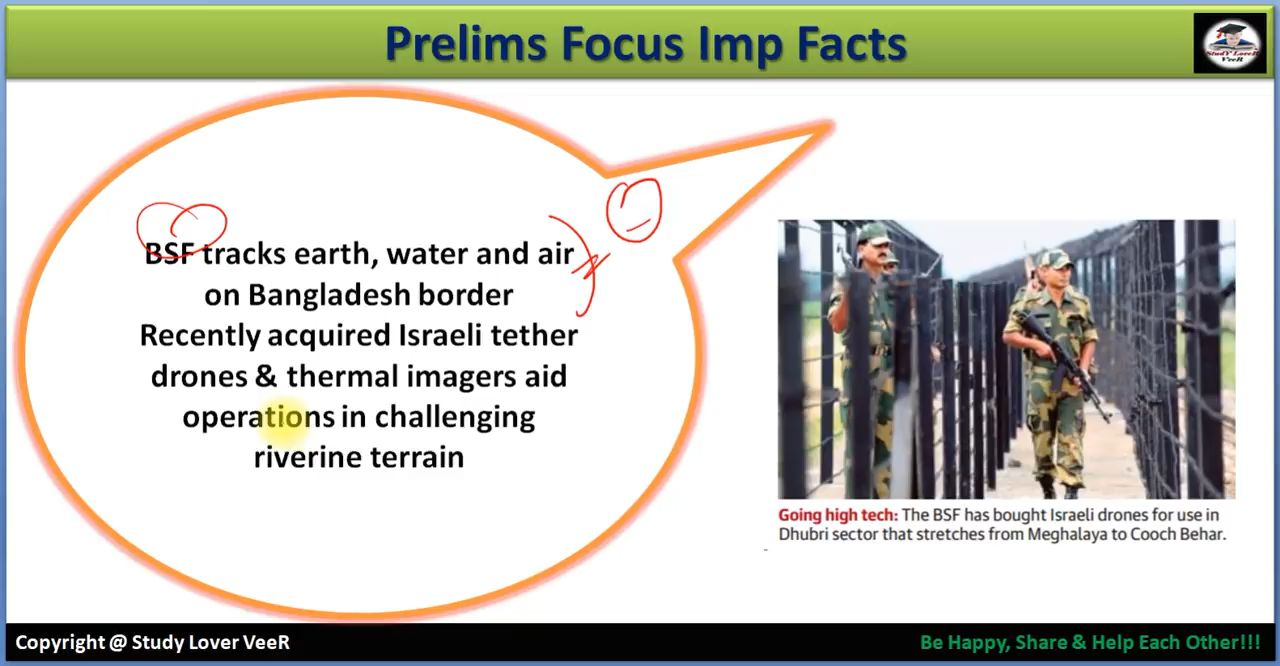 Prelims Focus Imp Facts
StudY LoveR
VeeR
BSF tracks earth, water and air
on Bangladesh border
Recently acquired Israeli tether
drones & thermal imagers aid
operations in challenging
riverine terrain
Going high tech: The BSF has bought Israeli drones for use in
Dhubri sector that stretches from Meghalaya to Cooch Behar.
Copyright @ Study Lover VeeR
Be Happy, Share & Help Each Other!!!